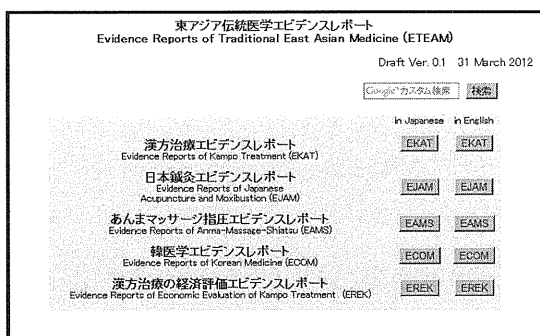 東アジア伝統医学エビデンスレポート
Evidence Reports of Traditional East Asian Medicine (ETEAM)
Draft Ver. 0.1 31 March 2012
Google™カスタム検索 検索
in Japanese in English
漢方治療エビデンスレポート
Evidence Reports of Kampo Treatment (EKAT)
EKAT EKAT
日本鍼灸エビデンスレポート
Evidence Reports of Japanese
Acupuncture and Moxibustion (EJAM)
EJAM EJAM
あんまマッサージ指圧エビデンスレポート
Evidence Reports of Anma-Massage-Shiatsu (EAMS)
EAMS EAMS
韓医学エビデンスレポート
Evidence Reports of Korean Medicine (ECOM)
ECOM ECOM
漢方治療の経済評価エビデンスレポート
Evidence Reports of Economic Evaluation of Kampo Treatment (EREK)
EREK EREK